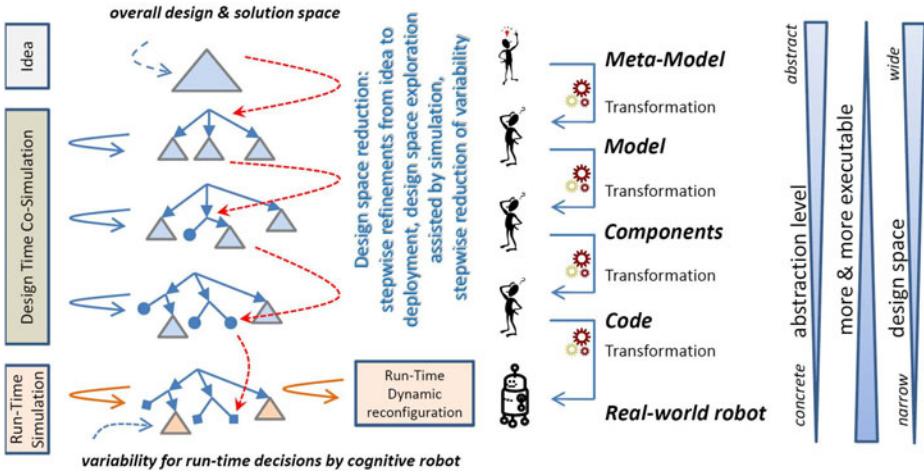 overall design & solution space
Idea
Design Time Co-Simulation
Run-Time
Simulation
Design space reduction:
stepwise refinements from idea to
deployment, design space exploration
assisted by simulation,
stepwise reduction of variability
Run-Time
Dynamic
reconfiguration
variability for run-time decisions by cognitive robot
Meta-Model
Transformation
Model
Transformation
Components
Transformation
Code
Transformation
Real-world robot
abstract
abstraction level
concrete
more & more executable
wide
design space
narrow